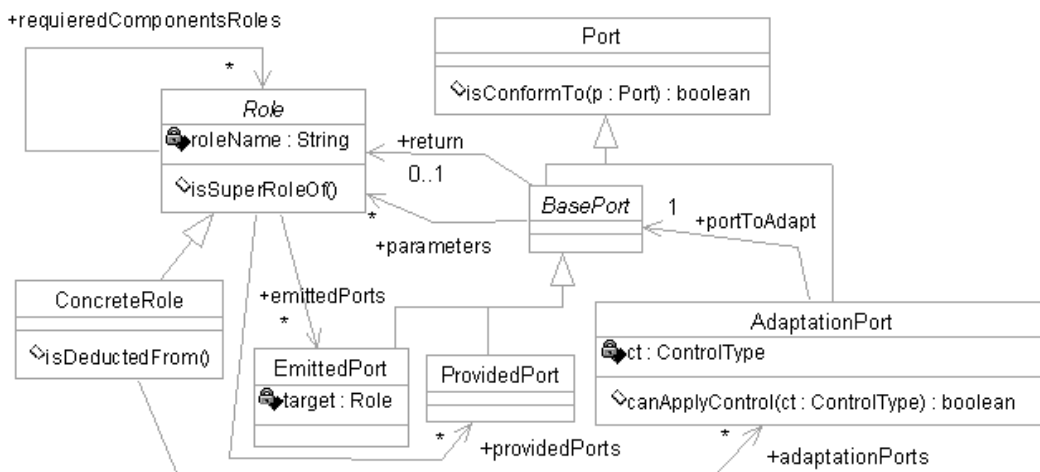 +requieredComponentsRoles
*
Role
roleName : String
isSuperRoleOf()
Port
isConformTo(p : Port) : boolean
+return
0..1
*
+parameters
BasePort
1
+portToAdapt
ConcreteRole
isDeductedFrom()
+emittedPorts
*
EmittedPort
target : Role
ProvidedPort
*
+providedPorts
AdaptationPort
ct : ControlType
canApplyControl(ct : ControlType) : boolean
*
+adaptationPorts